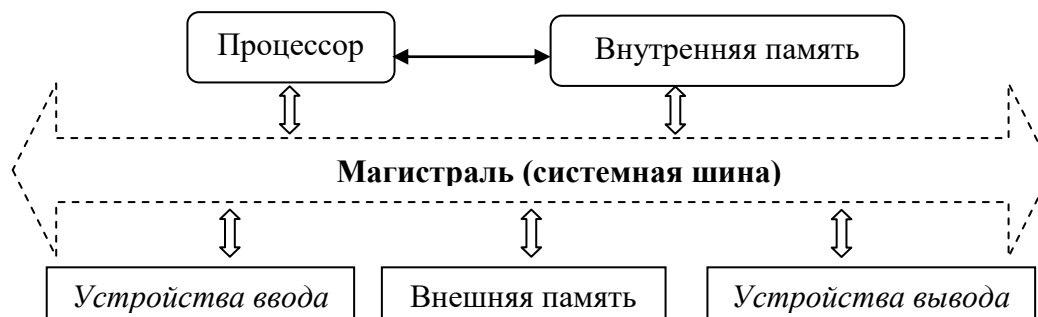 Процессор
Внутренняя память
Магистраль (системная шина)
Устройства ввода
Внешняя память
Устройства вывода